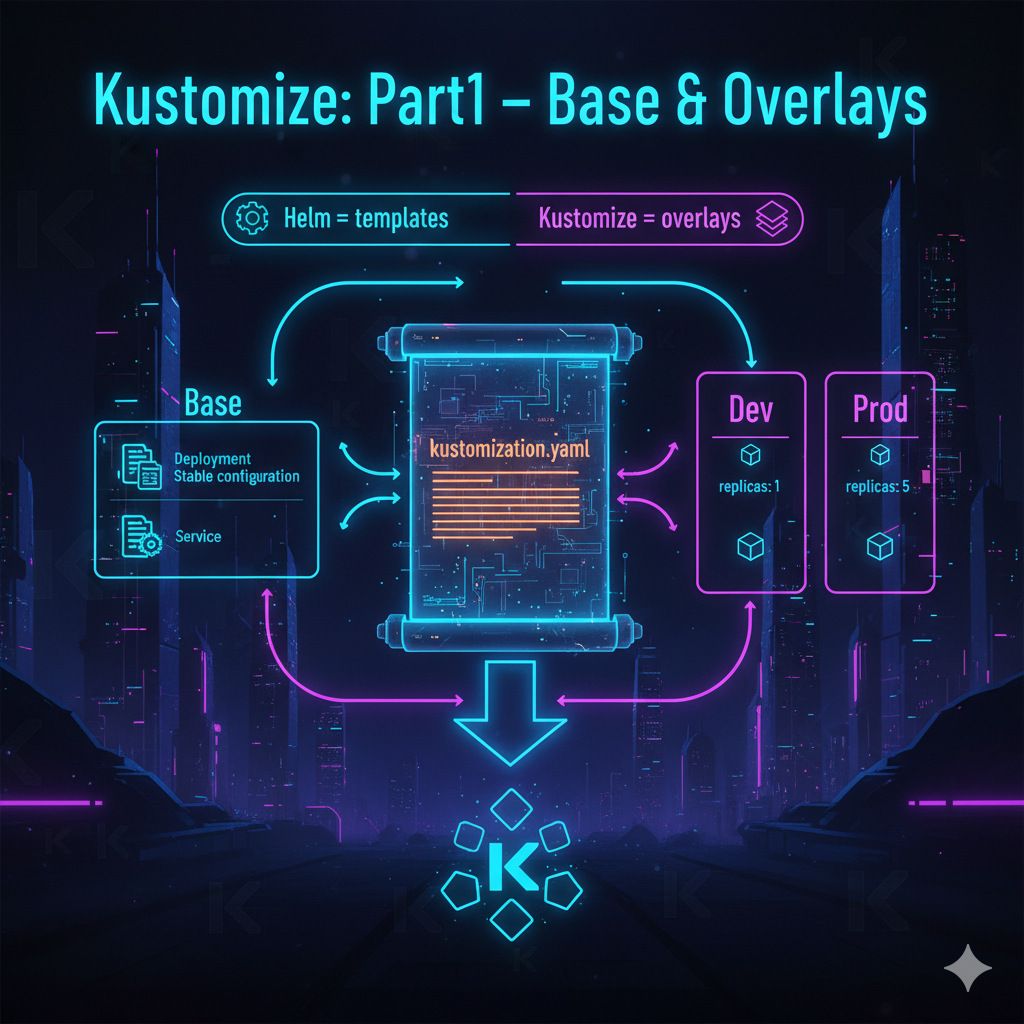 Kustomize: Part1 – Base & Overlays
Helm = templates
Kustomize = overlays
Base
Deployment
Stable configuration
Service
kustomization.yaml
Dev
replicas: 1
Prod
replicas: 5
K